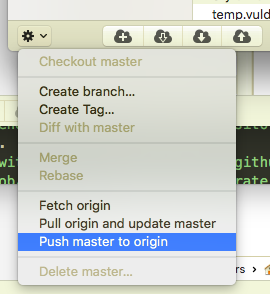 temp.vuld
Checkout master
Create branch...
Create Tag...
Diff with master
Merge
Rebase
Fetch origin
Pull origin and update master
Push master to origin
Delete master...